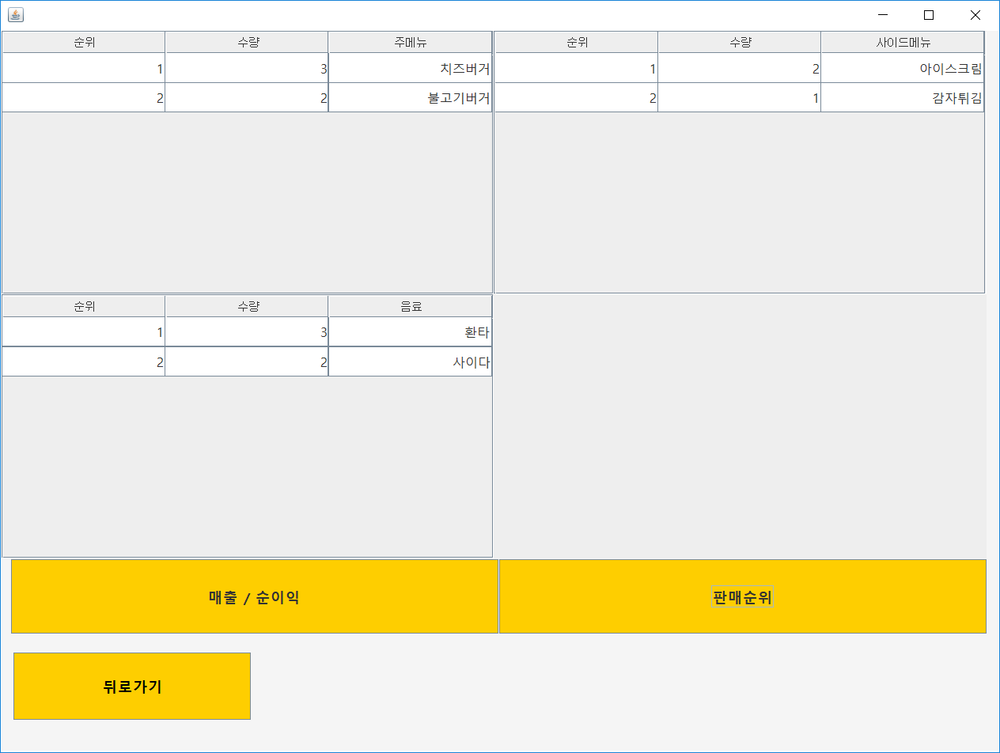 순위 수량 주메뉴
1 3 치즈버거
2 2 불고기버거
순위 수량 사이드메뉴
1 2 아이스크림
2 1 감자튀김
순위 수량 음료
1 3 환타
2 2 사이다
매출 / 순이익
판매순위
뒤로가기